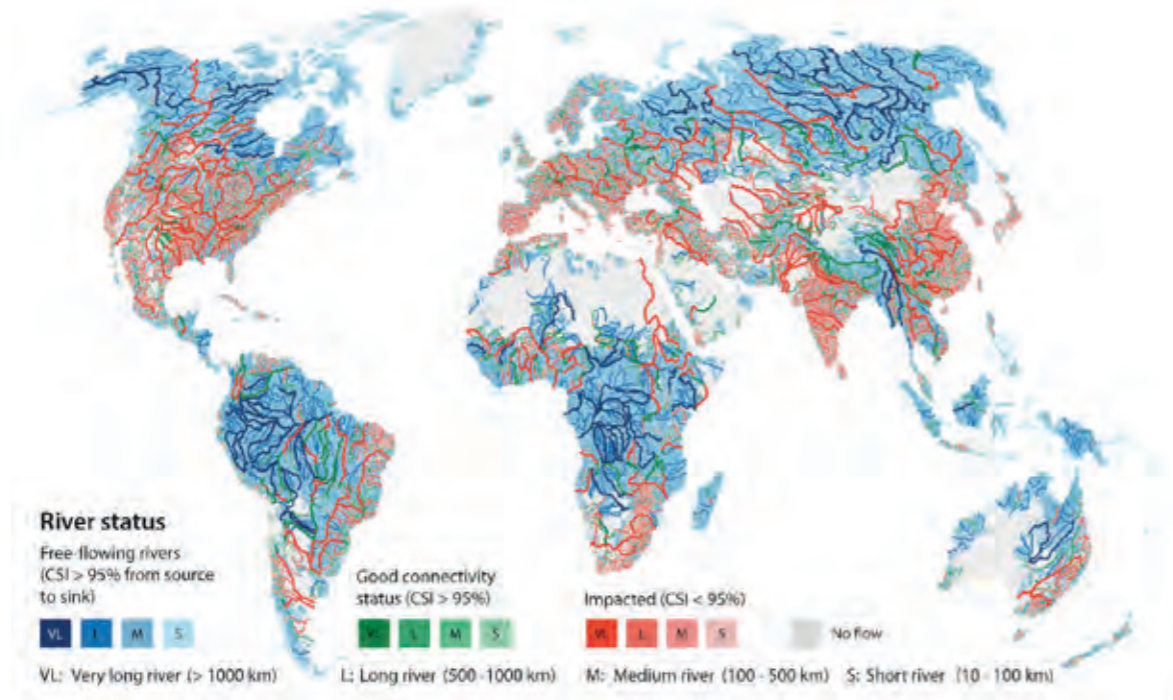 River status
Free-flowing rivers
(CSI > 95% from source
to sink)
VL L M S
Good connectivity
status (CSI > 95%)
VL L M S
Impacted (CSI < 95%)
VL L M S
No flow
VL: Very long river (> 1000 km) L: Long river (500 - 1000 km) M: Medium river (100 - 500 km) S: Short river (10 - 100 km)